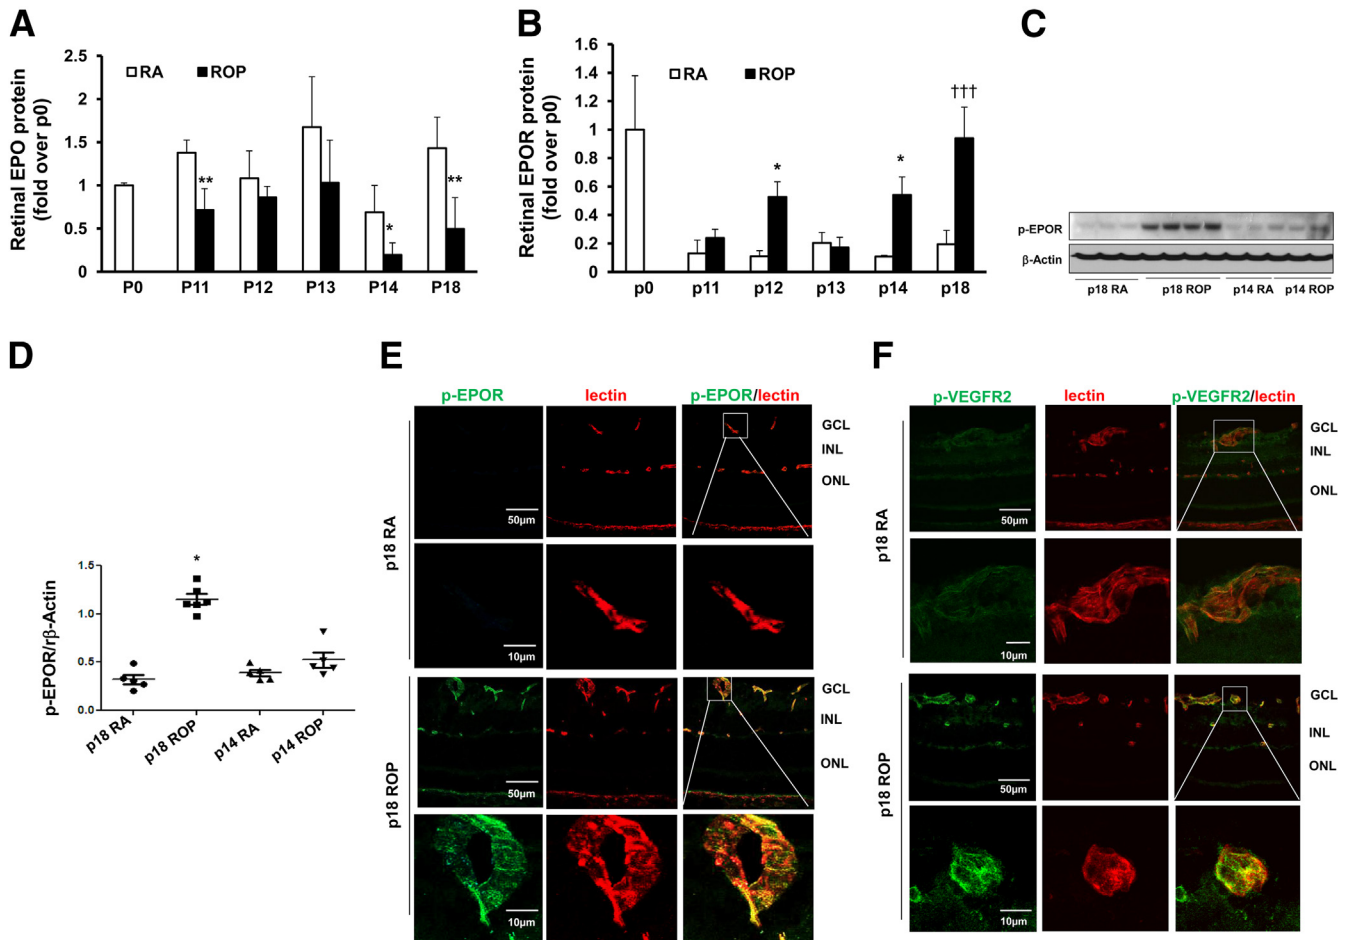 A
Retinal EPO protein
(fold over p0)
2.5
2
1.5
1
0.5
0
RA
ROP
**
*
**
P0
P11
P12
P13
P14
P18
B
Retinal EPOR protein
(fold over p0)
1.6
1.4
1.2
1
0.8
0.6
0.4
0.2
0
RA
ROP
*
*
†††
p0
p11
p12
p13
p14
p18
C
p-EPOR
β-Actin
p18 RA
p18 ROP
p14 RA
p14 ROP
D
p-EPOR/rβ-Actin
1.5
1.0
0.5
0.0
*
p18 RA
p18 ROP
p14 RA
p14 ROP
E
p-EPOR
lectin
p-EPOR/lectin
p18 RA
GCL
INL
ONL
50µm
10µm
p18 ROP
GCL
INL
ONL
50µm
10µm
F
p-VEGFR2
lectin
p-VEGFR2/lectin
p18 RA
GCL
INL
ONL
50µm
10µm
p18 ROP
GCL
INL
ONL
50µm
10µm